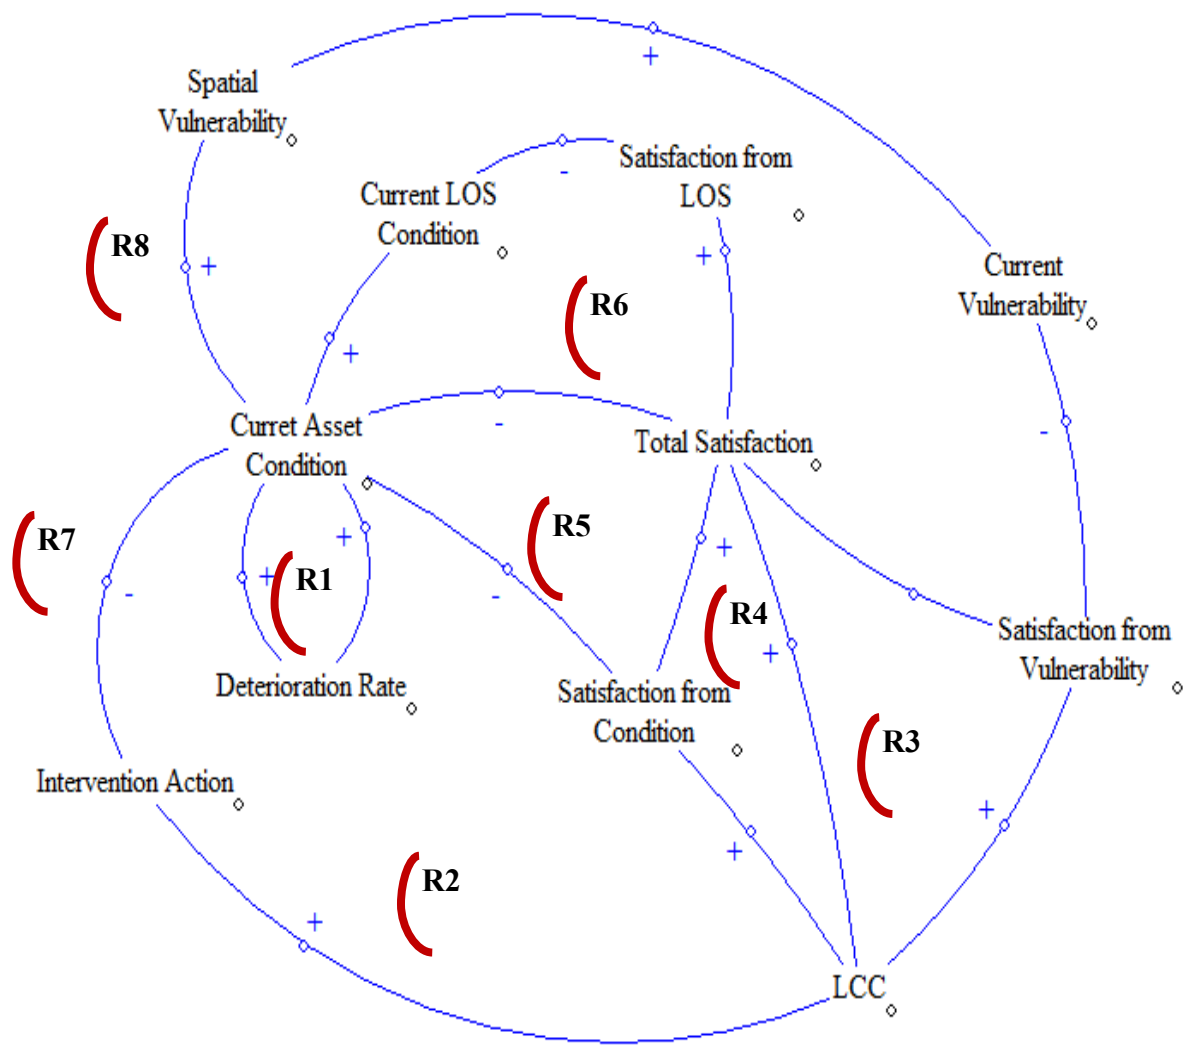 +
Spatial
Vulnerability
Satisfaction from
LOS
-
Current LOS
Condition
R8
+
+
Current
Vulnerability
R6
+
-
Curret Asset
Condition
Total Satisfaction
-
R7
R5
+
+
-
+
R1
-
R4
+
Satisfaction from
Vulnerability
Deterioration Rate
Satisfaction from
Condition
R3
Intervention Action
+
+
R2
+
LCC